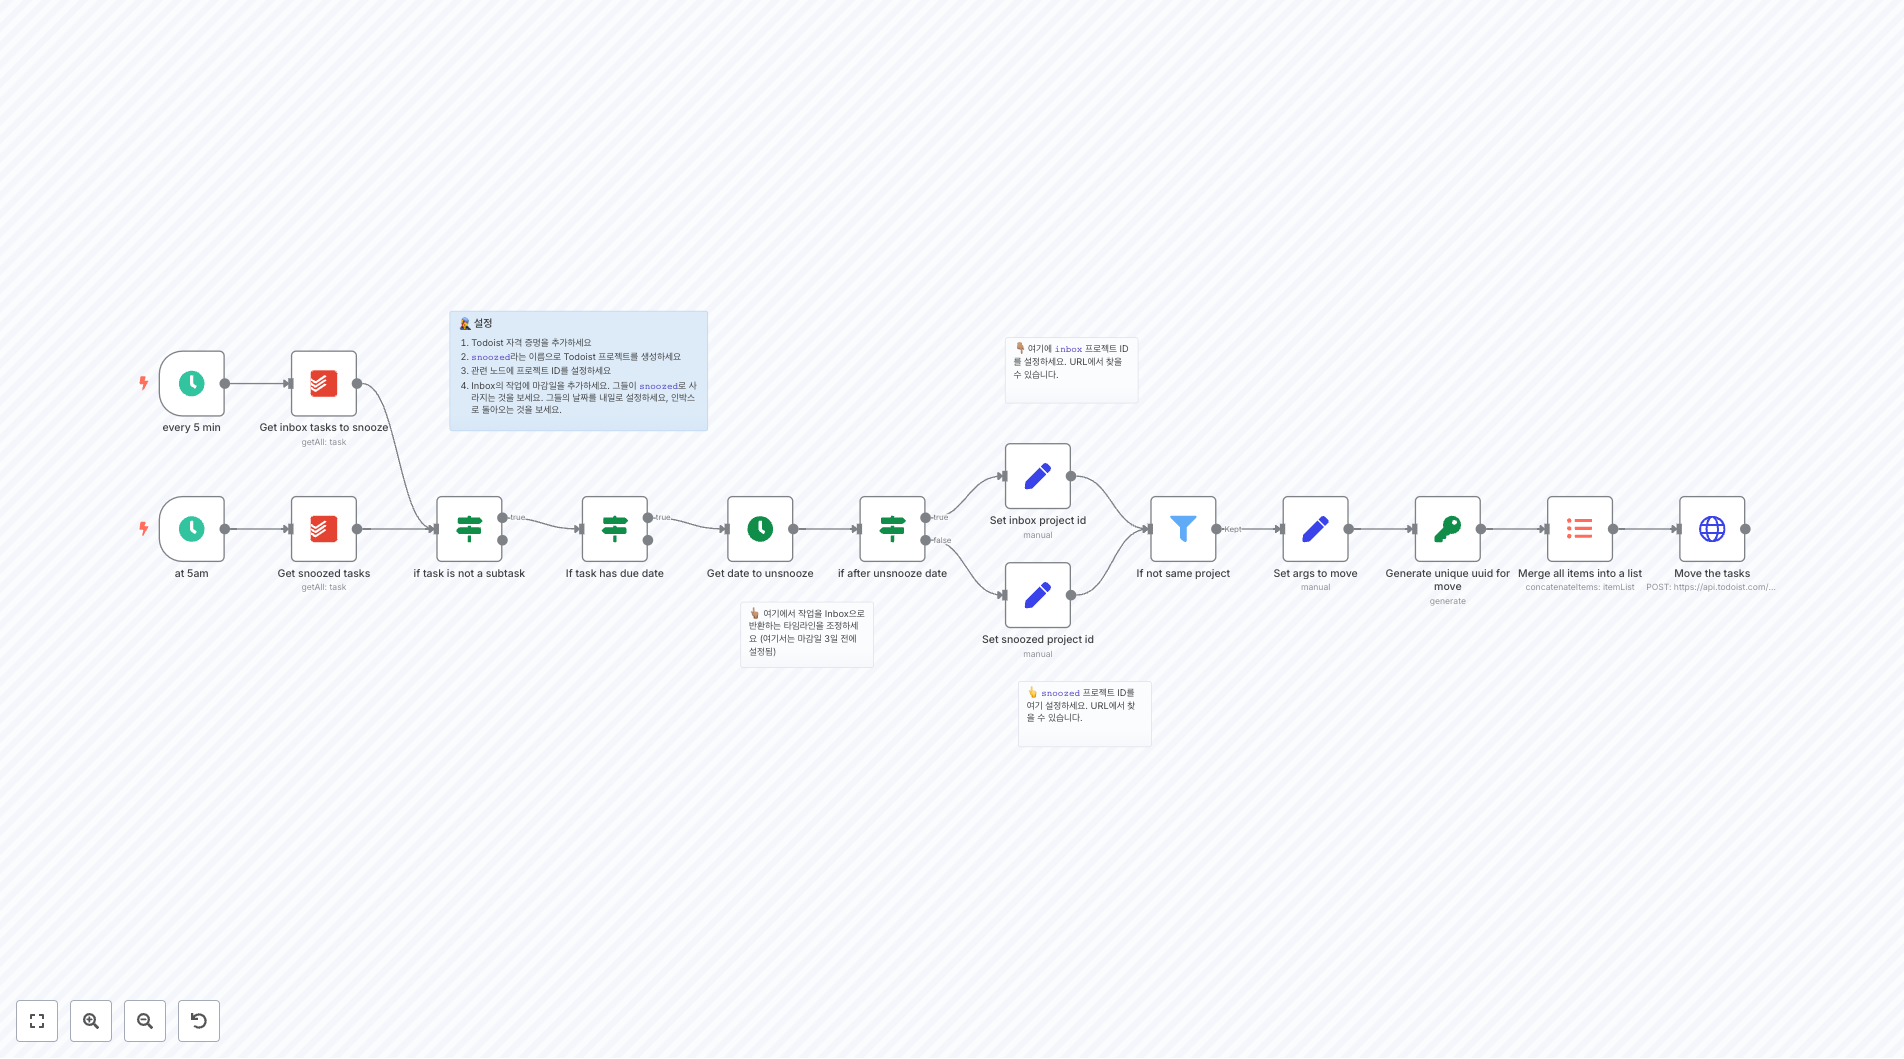 설정
1. Todoist 자격 증명을 추가하세요
2. snoozed라는 이름으로 Todoist 프로젝트를 생성하세요
3. 관련 노드에 프로젝트 ID를 설정하세요
4. Inbox의 작업에 마감일을 추가하세요. 그들이 snoozed로 사
라지는 것을 보세요. 그들의 날짜를 내일로 설정하세요, 인박스
로 돌아오는 것을 보세요.
여기에 inbox 프로젝트 ID
를 설정하세요. URL에서 찾을
수 있습니다.
every 5 min
Get inbox tasks to snooze
getAll: task
at 5am
Get snoozed tasks
getAll: task
true
if task is not a subtask
true
If task has due date
Get date to unsnooze
true
false
if after unsnooze date
Set inbox project id
manual
Set snoozed project id
manual
Kept
If not same project
Set args to move
manual
Generate unique uuid for
move
generate
Merge all items into a list
concatenateItems: itemList
Move the tasks
POST: https://api.todoist.com/...
여기에서 작업을 Inbox으로
반환하는 타임라인을 조정하세
요 (여기서는 마감일 3일 전에
설정됨)
snoozed 프로젝트 ID를
여기 설정하세요. URL에서 찾
을 수 있습니다.